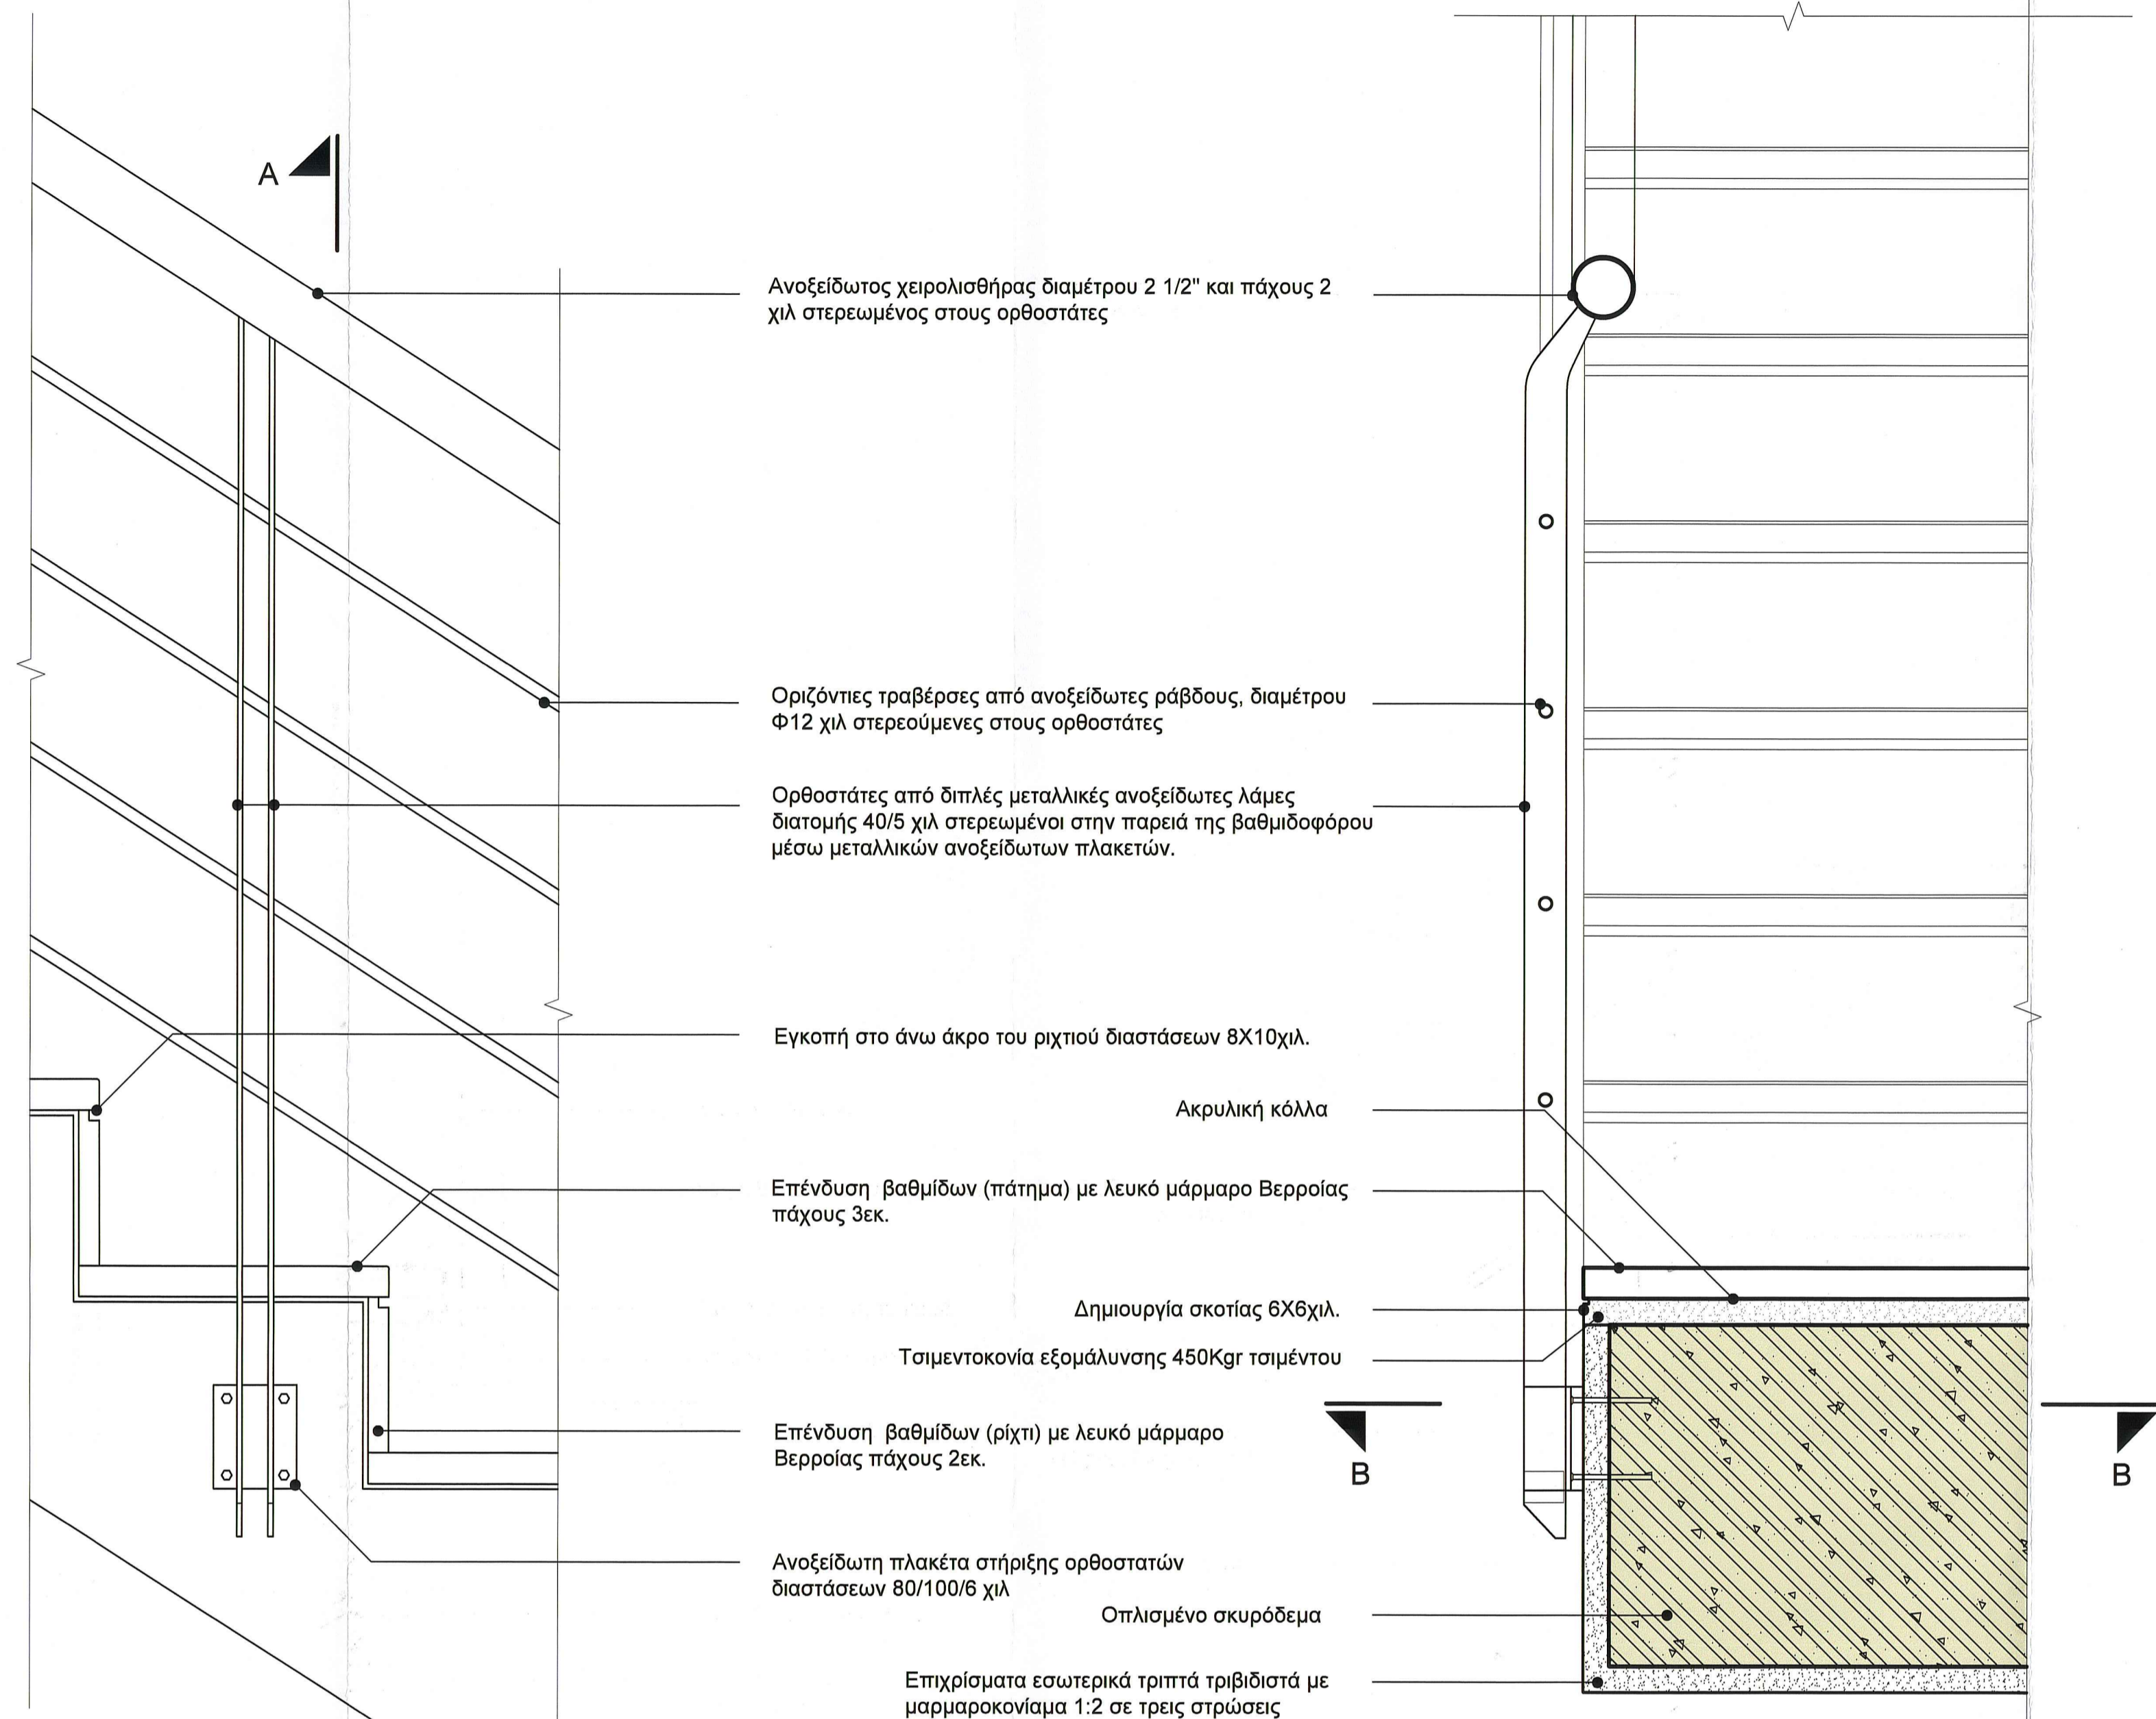 A
Ανοξείδωτος χειρολισθήρας διαμέτρου 2 1/2" και πάχους 2
χιλ στερεωμένος στους ορθοστάτες
Οριζόντιες τραβέρσες από ανοξείδωτες ράβδους, διαμέτρου
Φ12 χιλ στερεούμενες στους ορθοστάτες
Ορθοστάτες από διπλές μεταλλικές ανοξείδωτες λάμες
διατομής 40/5 χιλ στερεωμένοι στην παρειά της βαθμιδοφόρου
μέσω μεταλλικών ανοξείδωτων πλακετών.
Εγκοπή στο άνω άκρο του ριχτιού διαστάσεων 8Χ10χιλ.
Ακρυλική κόλλα
Επένδυση  βαθμίδων (πάτημα) με λευκό μάρμαρο Βερροίας
πάχους 3εκ.
Δημιουργία σκοτίας 6Χ6χιλ.
Τσιμεντοκονία εξομάλυνσης 450Kgr τσιμέντου
Επένδυση  βαθμίδων (ρίχτι) με λευκό μάρμαρο
Βερροίας πάχους 2εκ.
B
B
Ανοξείδωτη πλακέτα στήριξης ορθοστατών
διαστάσεων 80/100/6 χιλ
Οπλισμένο σκυρόδεμα
Επιχρίσματα εσωτερικά τριπτά τριβιδιστά με
μαρμαροκονίαμα 1:2 σε τρεις στρώσεις